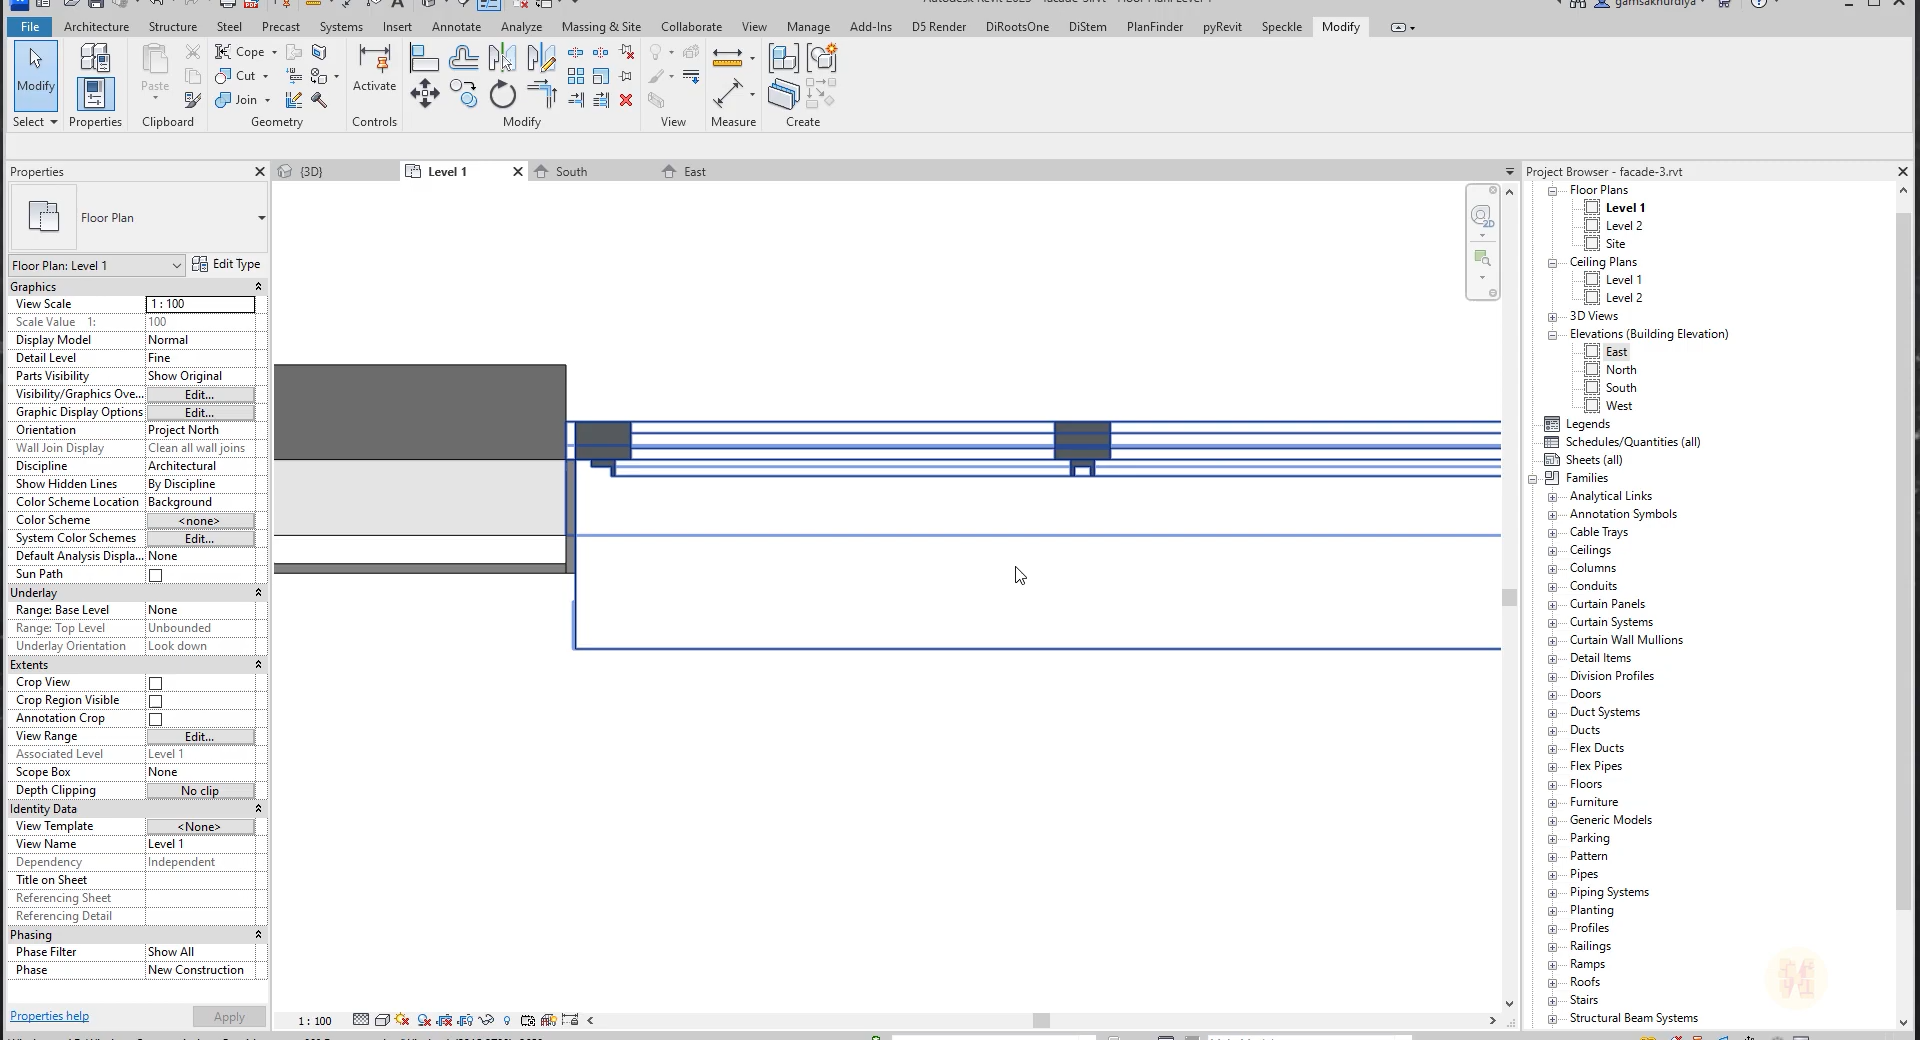 File Architecture Structure Steel Precast Systems Insert Annotate Analyze Massing & Site Collaborate View Manage Add-Ins D5 Render DiRootsOne DiStem PlanFinder pyRevit Speckle Modify
Modify Properties Paste Cope Cut Join Activate
Select Properties Clipboard Geometry Controls Modify View Measure Create
Properties
{3D} Level 1 South East
Project Browser - facade-3.rvt
Floor Plan
Floor Plan: Level 1 Edit Type
Graphics
View Scale 1 : 100
Scale Value 1: 100
Display Model Normal
Detail Level Fine
Parts Visibility Show Original
Visibility/Graphics Ove... Edit...
Graphic Display Options Edit...
Orientation Project North
Wall Join Display Clean all wall joins
Discipline Architectural
Show Hidden Lines By Discipline
Color Scheme Location Background
Color Scheme <none>
System Color Schemes Edit...
Default Analysis Displa... None
Sun Path
Underlay
Range: Base Level None
Range: Top Level Unbounded
Underlay Orientation Look down
Extents
Crop View
Crop Region Visible
Annotation Crop
View Range Edit...
Associated Level Level 1
Scope Box None
Depth Clipping No clip
Identity Data
View Template <None>
View Name Level 1
Dependency Independent
Title on Sheet
Referencing Sheet
Referencing Detail
Phasing
Phase Filter Show All
Phase New Construction
Properties help Apply
1 : 100
2D
Floor Plans
Level 1
Level 2
Site
Ceiling Plans
Level 1
Level 2
3D Views
Elevations (Building Elevation)
East
North
South
West
Legends
Schedules/Quantities (all)
Sheets (all)
Families
Analytical Links
Annotation Symbols
Cable Trays
Ceilings
Columns
Conduits
Curtain Panels
Curtain Systems
Curtain Wall Mullions
Detail Items
Division Profiles
Doors
Duct Systems
Ducts
Flex Ducts
Flex Pipes
Floors
Furniture
Generic Models
Parking
Pattern
Pipes
Piping Systems
Planting
Profiles
Railings
Ramps
Roofs
Stairs
Structural Beam Systems